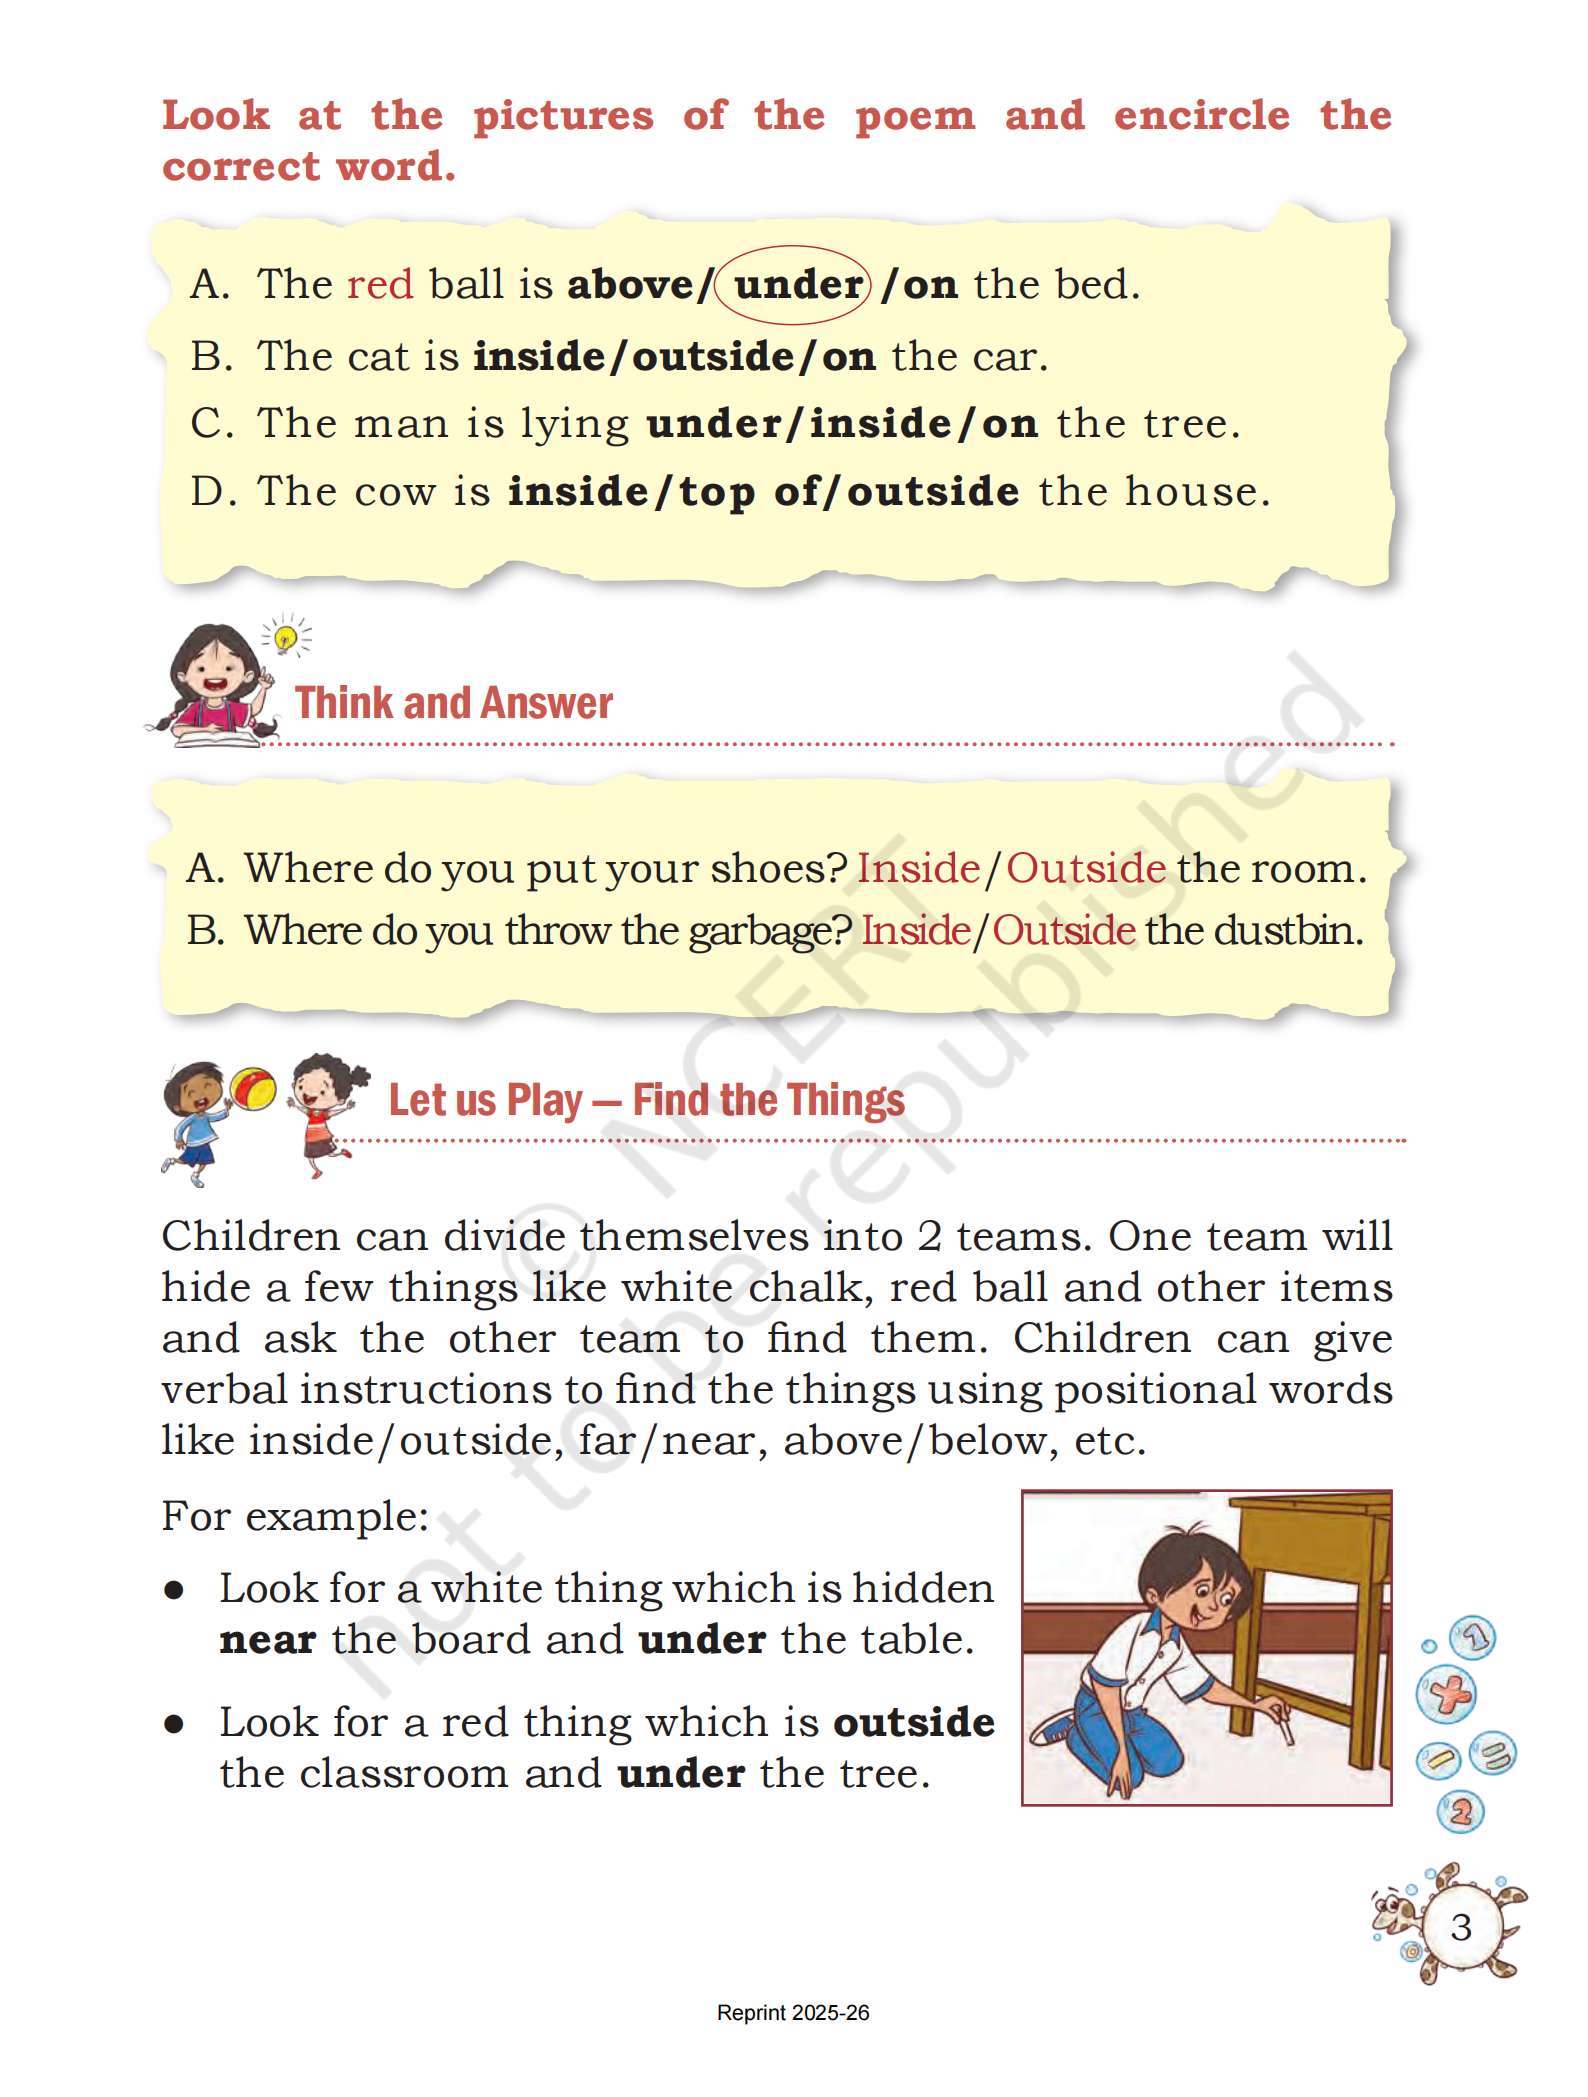 Look at the pictures of the poem and encircle the
correct word.
A. The red ball is above/ under /on the bed.
B. The cat is inside/outside/on the car.
C. The man is lying under/inside/on the tree.
D. The cow is inside/top of/outside the house.
Think and Answer
A. Where do you put your shoes? Inside/Outside the room.
B. Where do you throw the garbage? Inside/Outside the dustbin.
Let us Play — Find the Things
Children can divide themselves into 2 teams. One team will
hide a few things like white chalk, red ball and other items
and ask the other team to find them. Children can give
verbal instructions to find the things using positional words
like inside/outside, far/near, above/below, etc.
For example:
● Look for a white thing which is hidden
near the board and under the table.
● Look for a red thing which is outside
the classroom and under the tree.
1
+
–
=
2
3
Reprint 2025-26
© NCERT
not to be republished